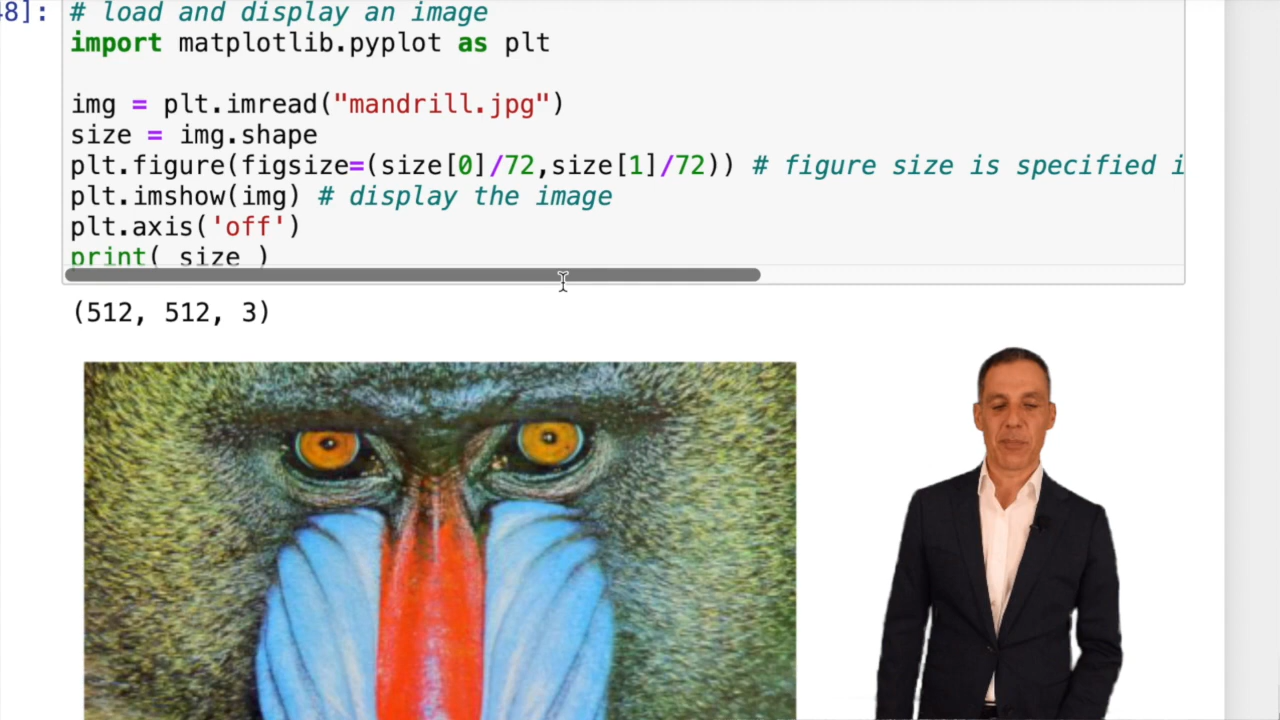 48]:
# load and display an image
import matplotlib.pyplot as plt
img = plt.imread("mandrill.jpg")
size = img.shape
plt.figure(figsize=(size[0]/72,size[1]/72)) # figure size is specified i
plt.imshow(img) # display the image
plt.axis('off')
print( size )
(512, 512, 3)